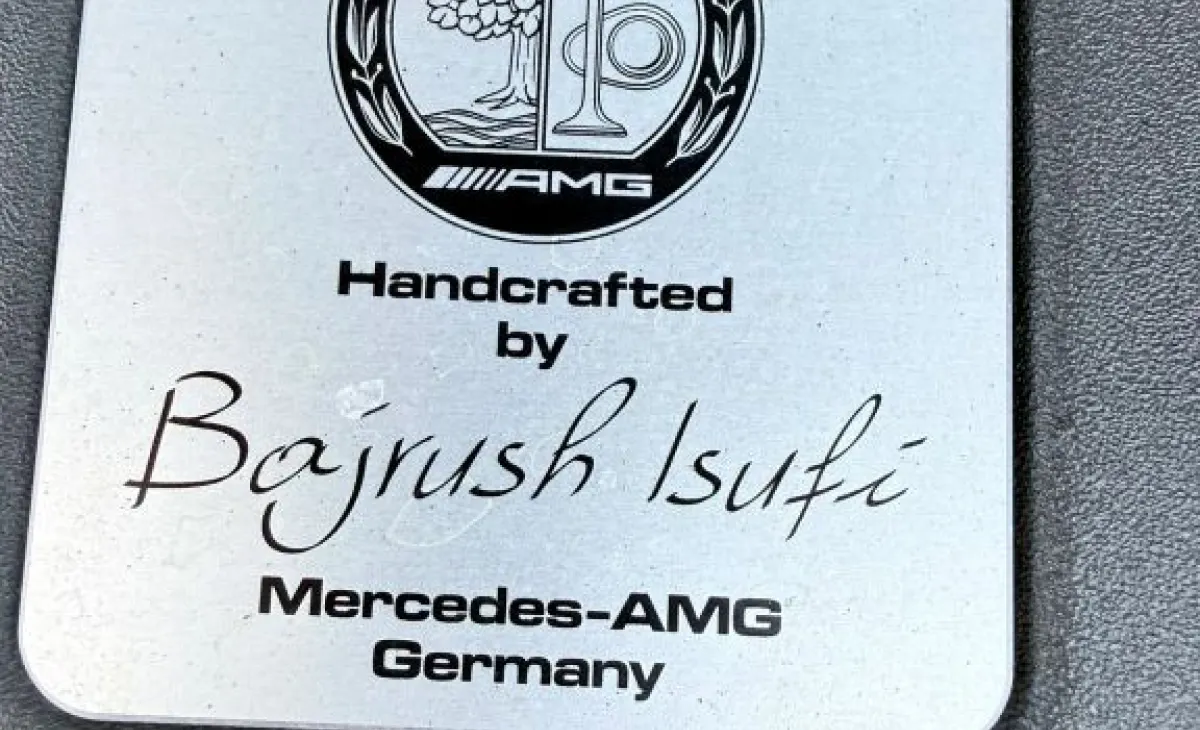 AMG
Handcrafted
by
Bajrush Isufi
Mercedes-AMG
Germany